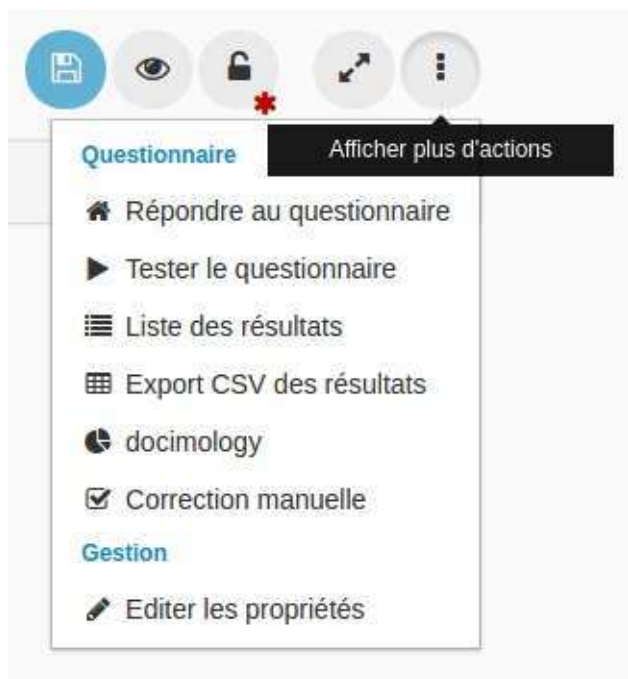 Questionnaire
Afficher plus d'actions
Répondre au questionnaire
Tester le questionnaire
Liste des résultats
Export CSV des résultats
docimology
Correction manuelle
Gestion
Editer les propriétés